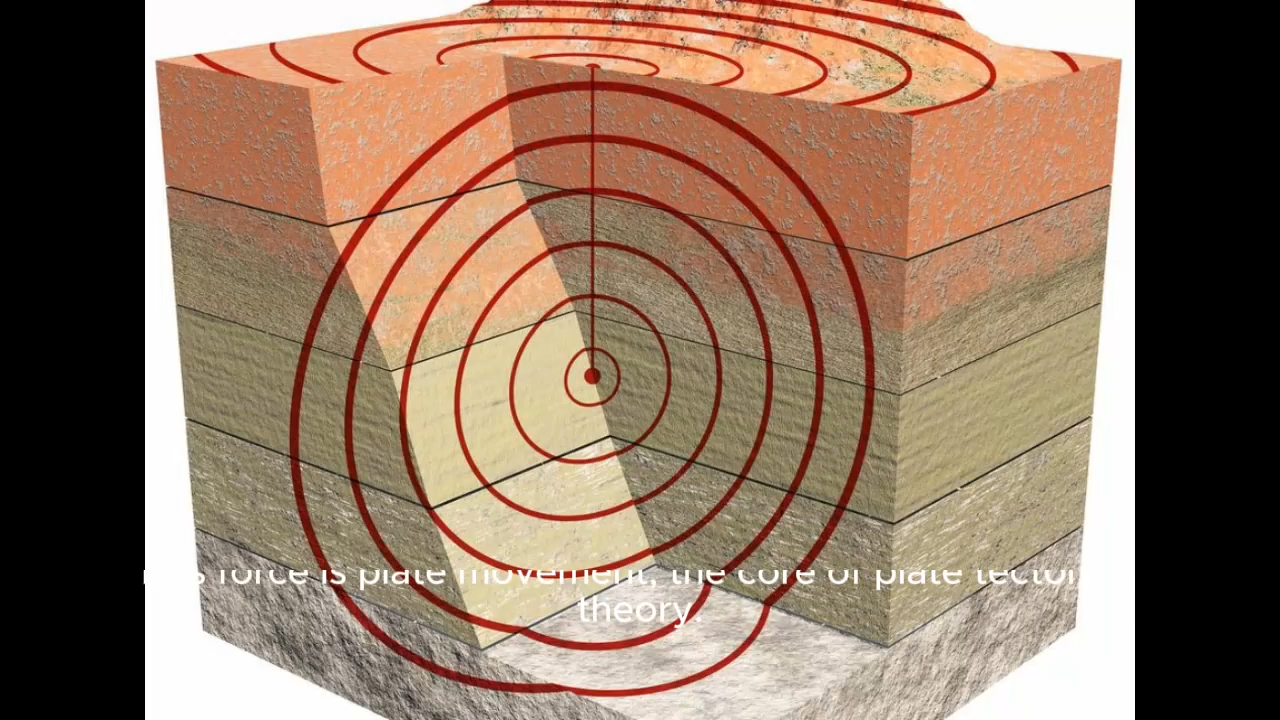 force is plate movement, the core of plate
theory.